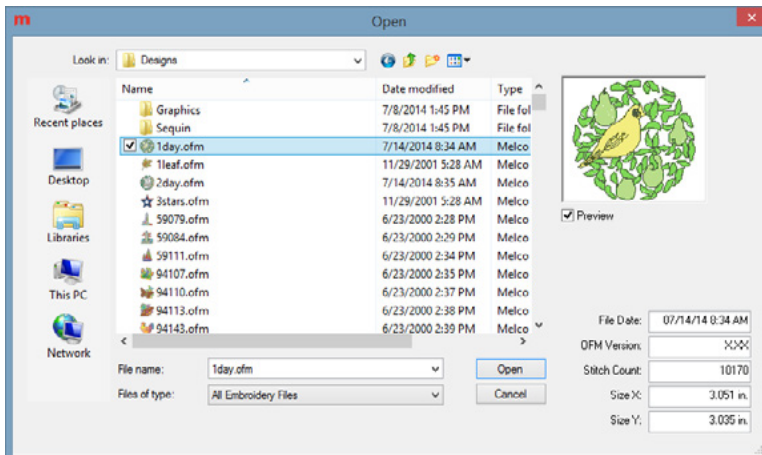 m
Open
Look in:
Designs
Name
Date modified
Type
Graphics 7/8/2014 1:45 PM File fol
Sequin 7/8/2014 1:45 PM File fol
1day.ofm 7/14/2014 8:34 AM Melco
1leaf.ofm 11/29/2001 5:28 AM Melco
2day.ofm 7/14/2014 8:35 AM Melco
3stars.ofm 11/29/2001 5:28 AM Melco
59079.ofm 6/23/2000 2:28 PM Melco
59084.ofm 6/23/2000 2:29 PM Melco
59111.ofm 6/23/2000 2:34 PM Melco
94107.ofm 6/23/2000 2:35 PM Melco
94110.ofm 6/23/2000 2:37 PM Melco
94113.ofm 6/23/2000 2:38 PM Melco
94143.ofm 6/23/2000 2:39 PM Melco
Recent places
Desktop
Libraries
This PC
Network
File name: 1day.ofm
Open
Files of type: All Embroidery Files
Cancel
Preview
File Date: 07/14/14 8:34 AM
OFM Version: X.XX
Stitch Count: 10170
Size X: 3.051 in.
Size Y: 3.035 in.